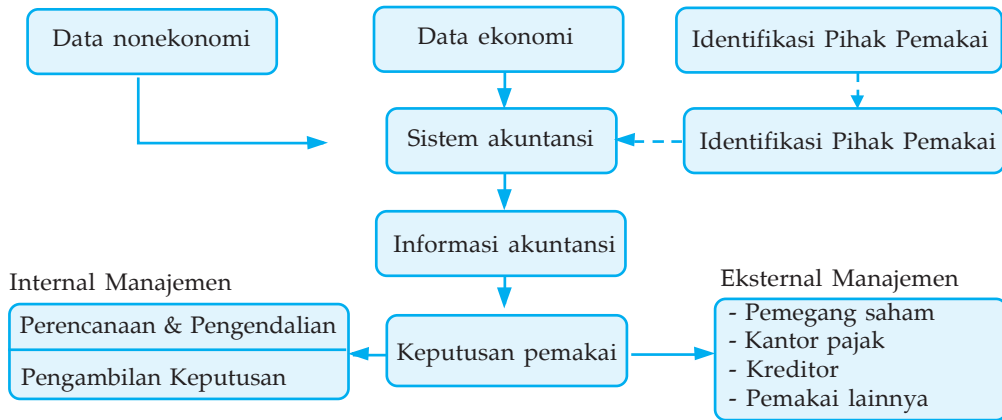 Data nonekonomi
Data ekonomi
Identifikasi Pihak Pemakai
Sistem akuntansi
Identifikasi Pihak Pemakai
Informasi akuntansi
Internal Manajemen
Perencanaan & Pengendalian
Pengambilan Keputusan
Keputusan pemakai
Eksternal Manajemen
- Pemegang saham
- Kantor pajak
- Kreditor
- Pemakai lainnya